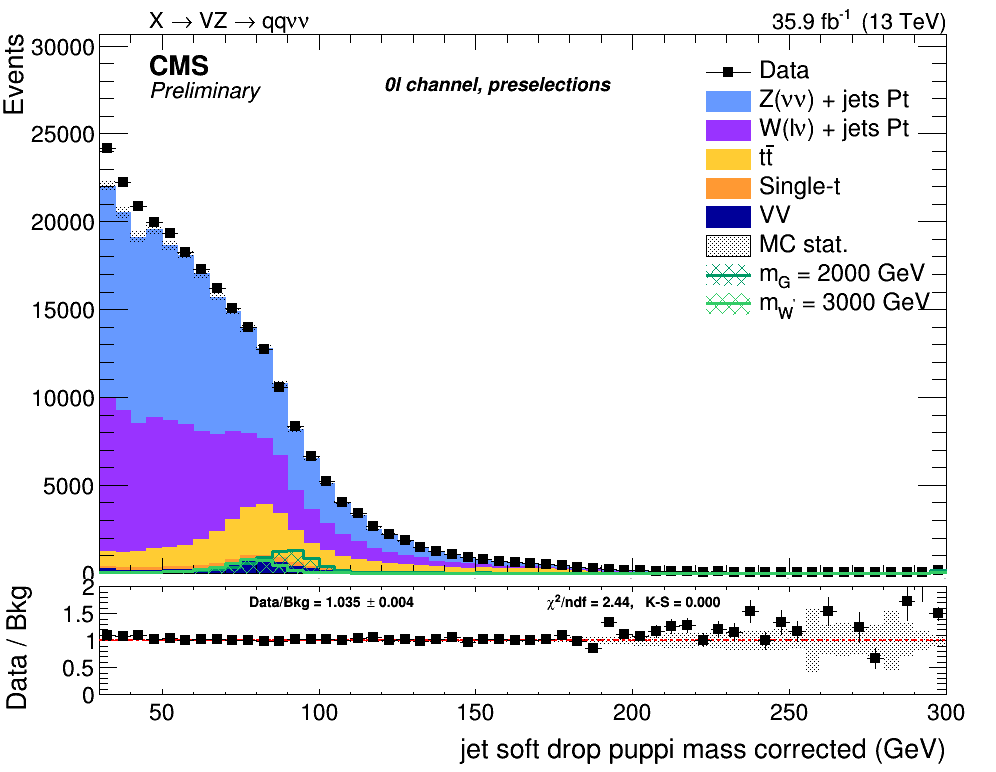 X → VZ → qqνν
35.9 fb⁻¹ (13 TeV)
CMS
Preliminary
0l channel, preselections
Data
Z(νν) + jets Pt
W(lν) + jets Pt
tt̄
Single-t
VV
MC stat.
m_G = 2000 GeV
m_W' = 3000 GeV
Events
30000
25000
20000
15000
10000
5000
0
Data/Bkg = 1.035 ± 0.004
χ²/ndf = 2.44, K-S = 0.000
Data / Bkg
2
1.5
1
0.5
0
50 100 150 200 250 300
jet soft drop puppi mass corrected (GeV)